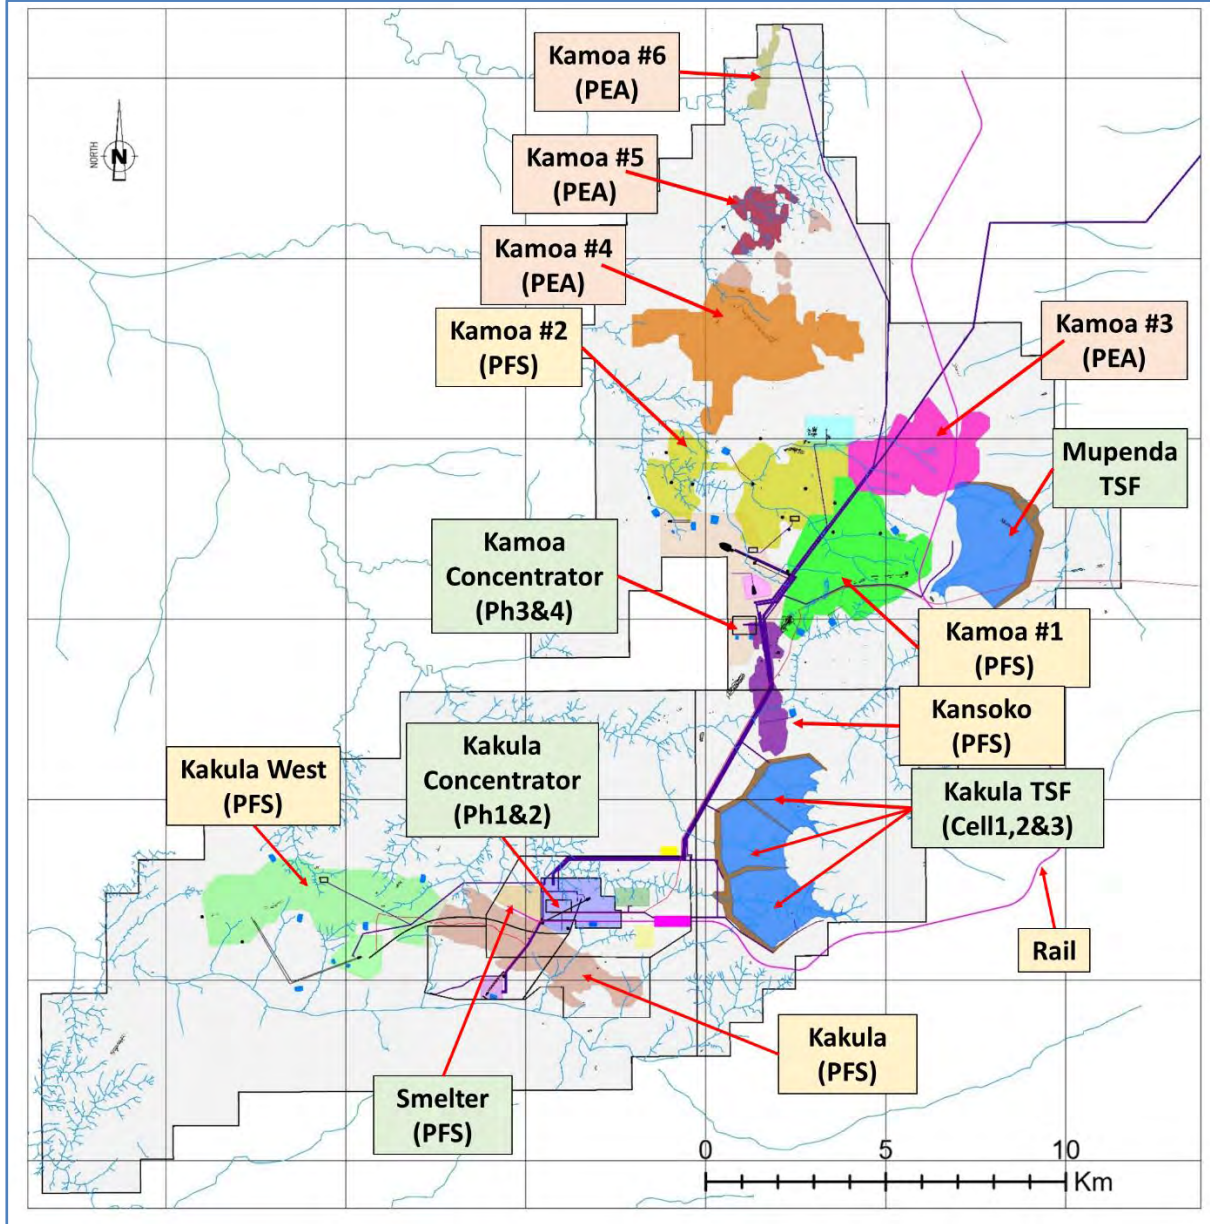 Kamoa #6
(PEA)
NORTH
N
Kamoa #5
(PEA)
Kamoa #4
(PEA)
Kamoa #2
(PFS)
Kamoa #3
(PEA)
Mupenda
TSF
Kamoa
Concentrator
(Ph3&4)
Kamoa #1
(PFS)
Kansoko
(PFS)
Kakula West
(PFS)
Kakula
Concentrator
(Ph1&2)
Kakula TSF
(Cell1,2&3)
Rail
Kakula
(PFS)
Smelter
(PFS)
0 5 10
Km